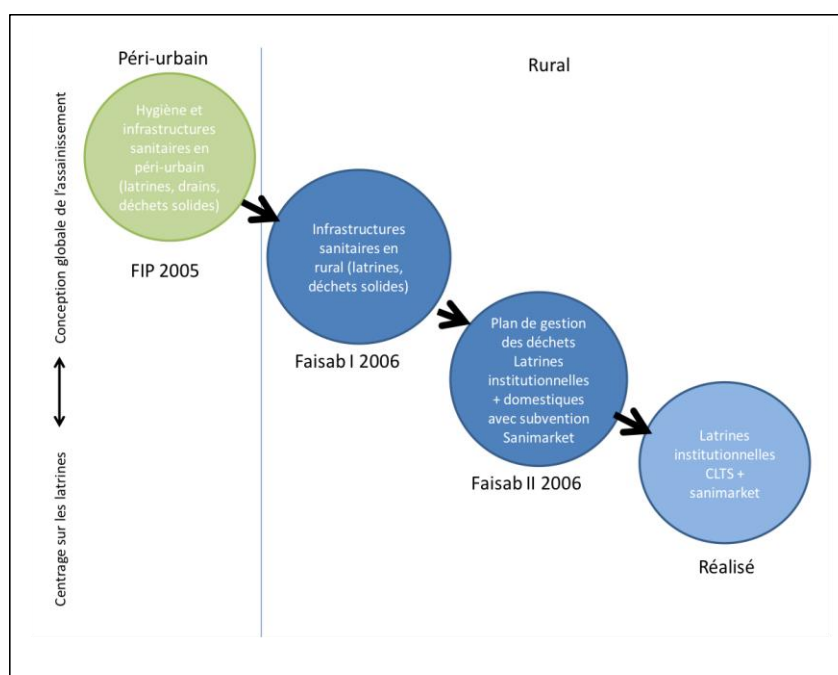 Péri-urbain
Rural
Conception globale de l'assainissement
Centrage sur les latrines
Hygiène et
infrastructures
sanitaires en
péri-urbain
(latrines, drains,
déchets solides)
FIP 2005
Infrastructures
sanitaires en
rural (latrines,
déchets solides)
Faisab I 2006
Plan de gestion
des déchets
Latrines
institutionnelles
+ domestiques
avec subvention
Sanimarket
Faisab II 2006
Latrines
institutionnelles
CLTS +
sanimarket
Réalisé